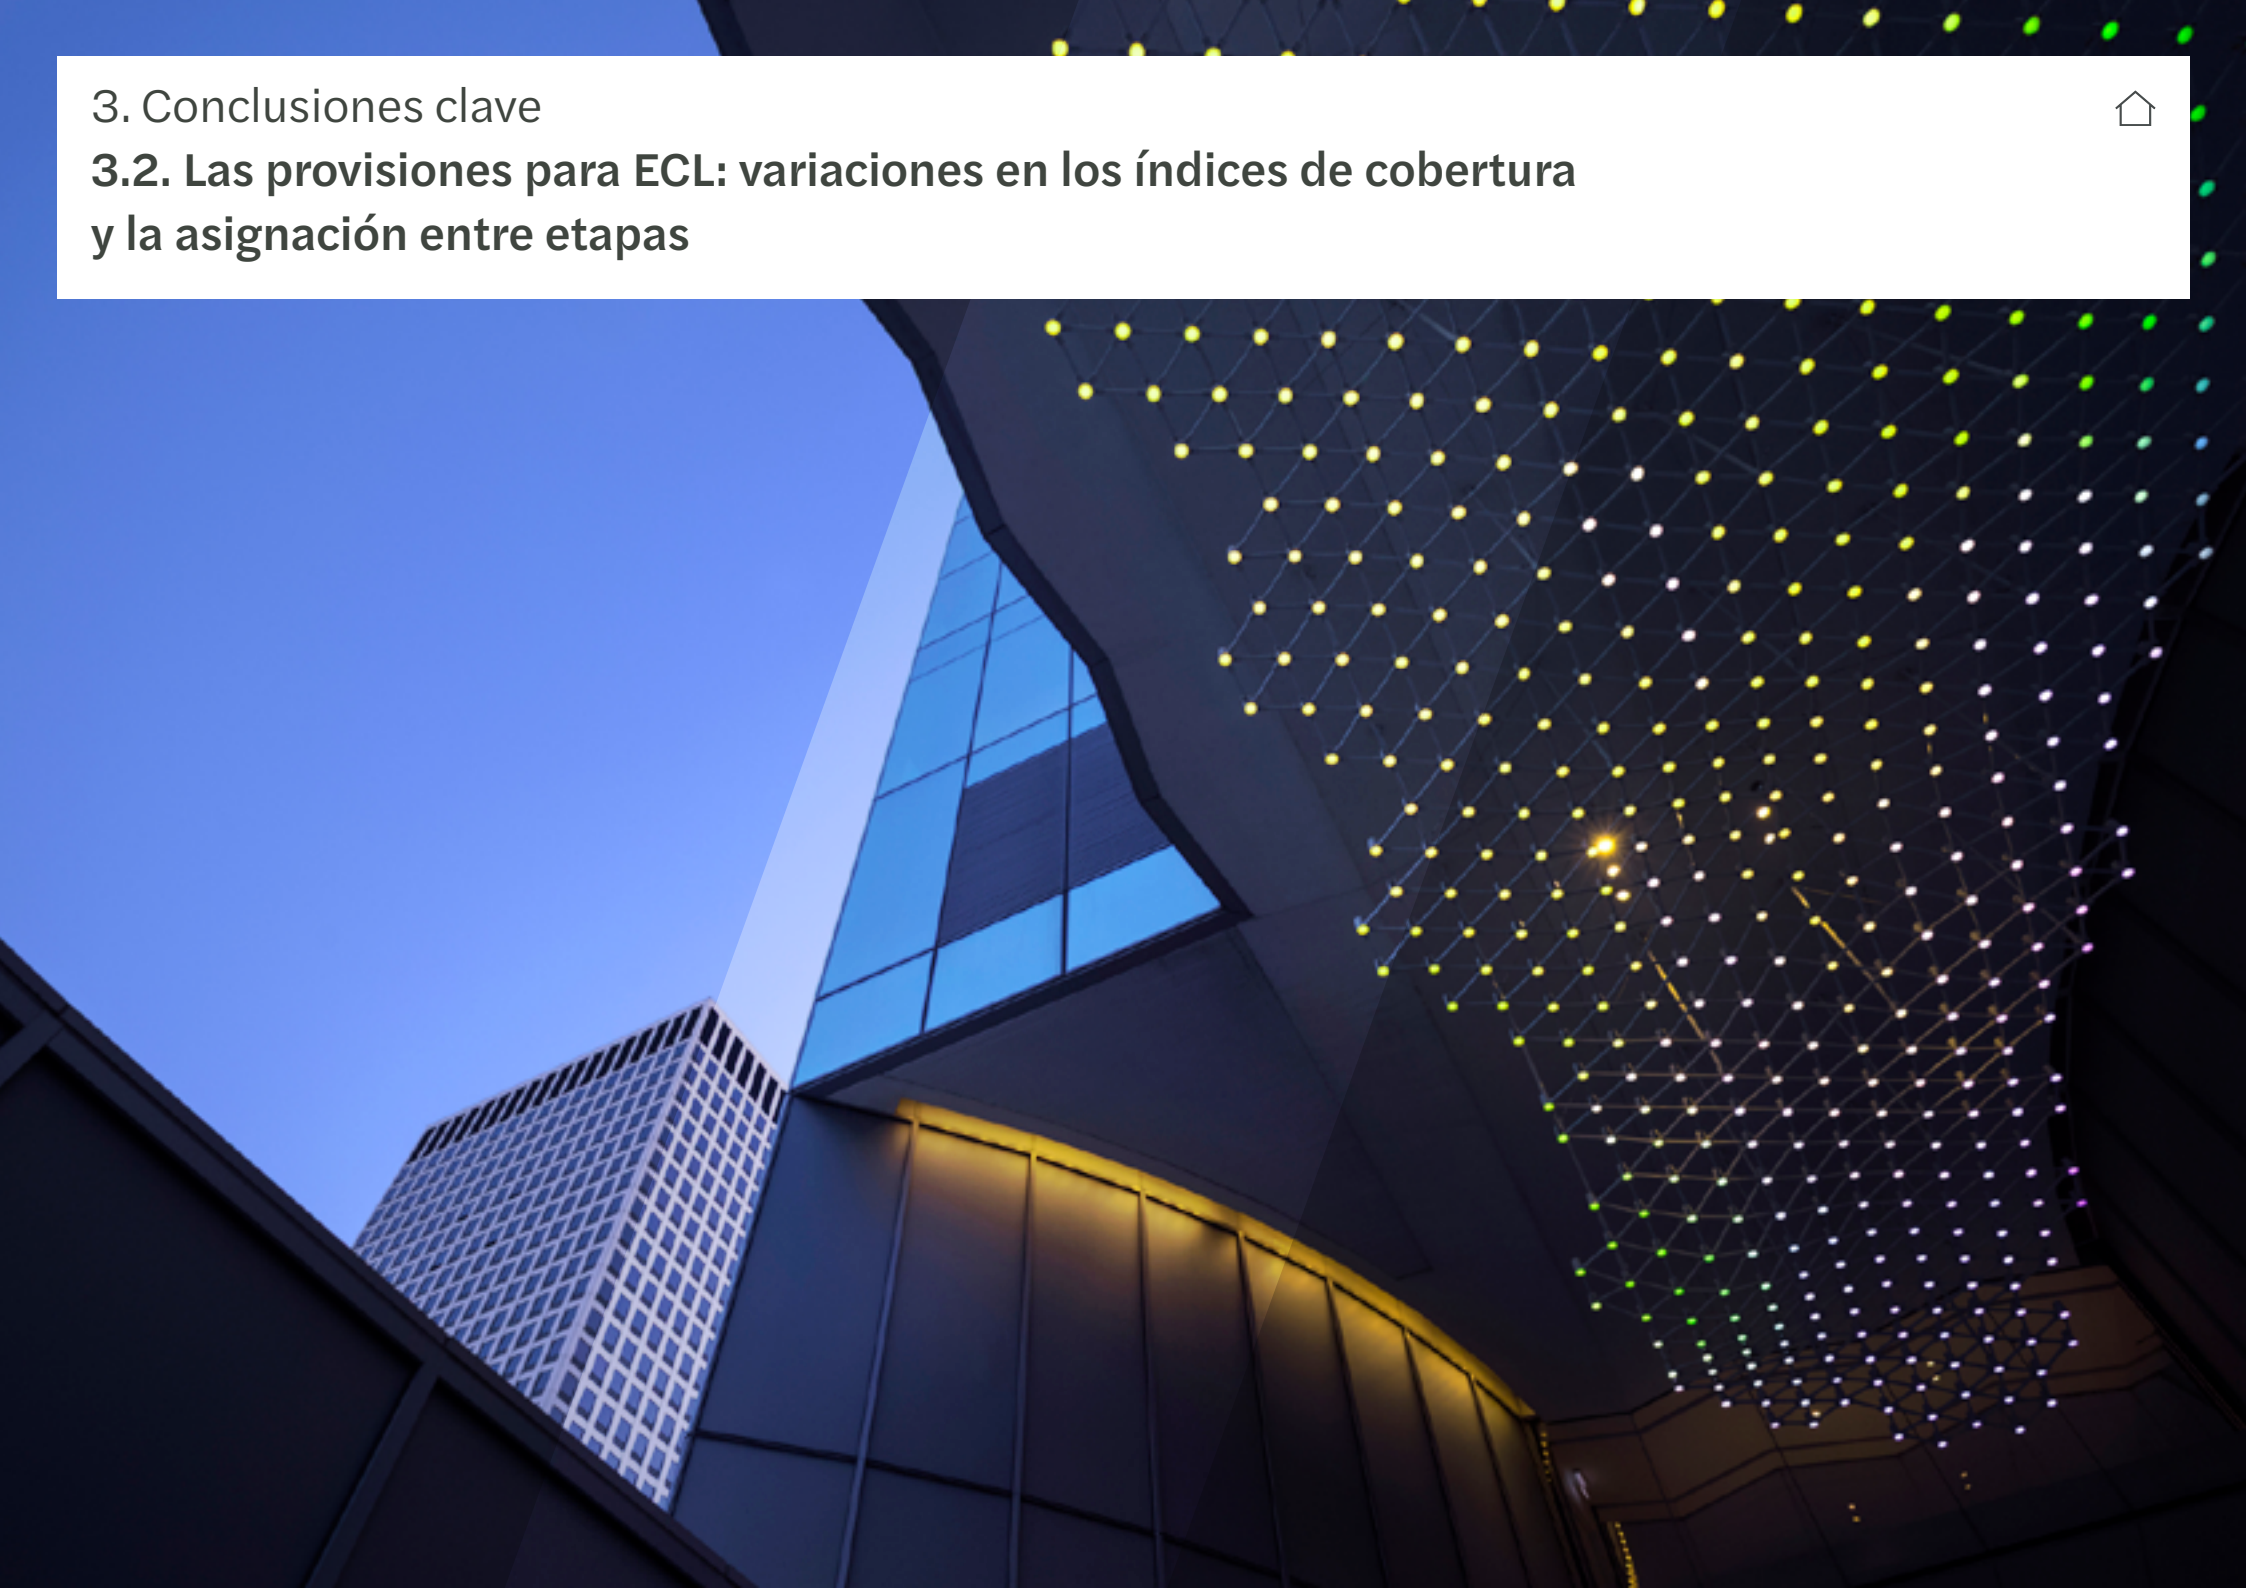 3. Conclusiones clave
3.2. Las provisiones para ECL: variaciones en los índices de cobertura
y la asignación entre etapas